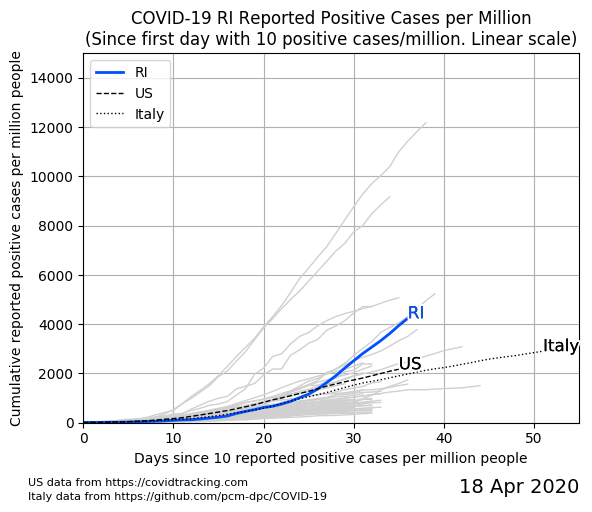 COVID-19 RI Reported Positive Cases per Million
(Since first day with 10 positive cases/million. Linear scale)
Cumulative reported positive cases per million people
14000
12000
10000
8000
6000
4000
2000
0
RI
US
Italy
RI
US
Italy
0 10 20 30 40 50
Days since 10 reported positive cases per million people
US data from https://covidtracking.com
Italy data from https://github.com/pcm-dpc/COVID-19
18 Apr 2020